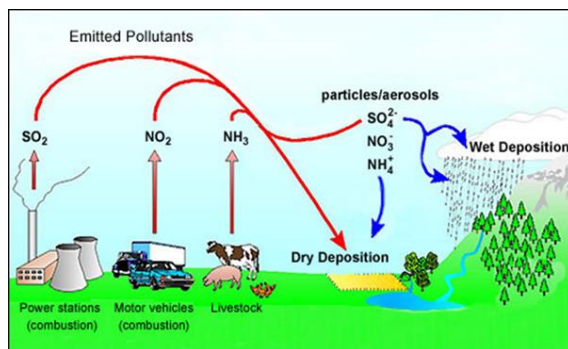 Emitted Pollutants
particles/aerosols
SO₂
NO₂
NH₃
SO₄²⁻
NO₃⁻
NH₄⁺
Wet Deposition
Dry Deposition
Power stations
(combustion)
Motor vehicles
(combustion)
Livestock